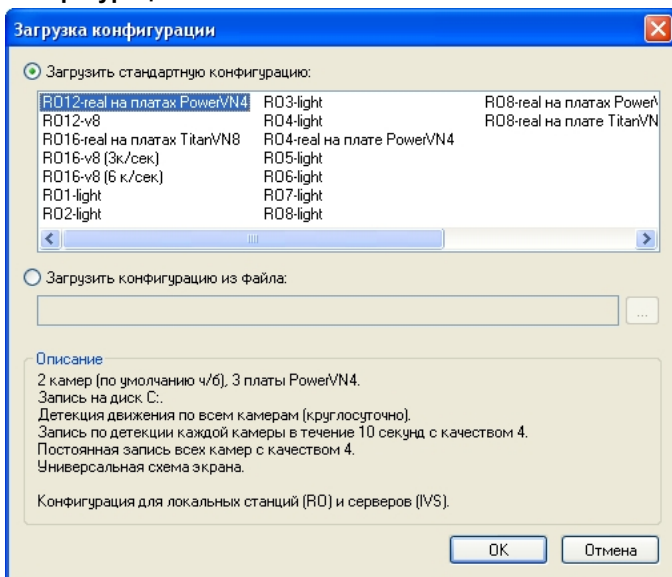 Загрузка конфигурации
Загрузить стандартную конфигурацию:
RO12-real на платах PowerVN4
RO12-v8
RO16-real на платах TitanVN8
RO16-v8 (3к/сек)
RO16-v8 (6 к/сек)
RO1-light
RO2-light
RO3-light
RO4-light
RO4-real на плате PowerVN4
RO5-light
RO6-light
RO7-light
RO8-light
RO8-real на платах Power
RO8-real на плате TitanVN
Загрузить конфигурацию из файла:
...
Описание
2 камер (по умолчанию ч/б), 3 платы PowerVN4.
Запись на диск C:.
Детекция движения по всем камерам (круглосуточно).
Запись по детекции каждой камеры в течение 10 секунд с качеством 4.
Постоянная запись всех камер с качеством 4.
Универсальная схема экрана.
Конфигурация для локальных станций (RO) и серверов (IVS).
OK
Отмена